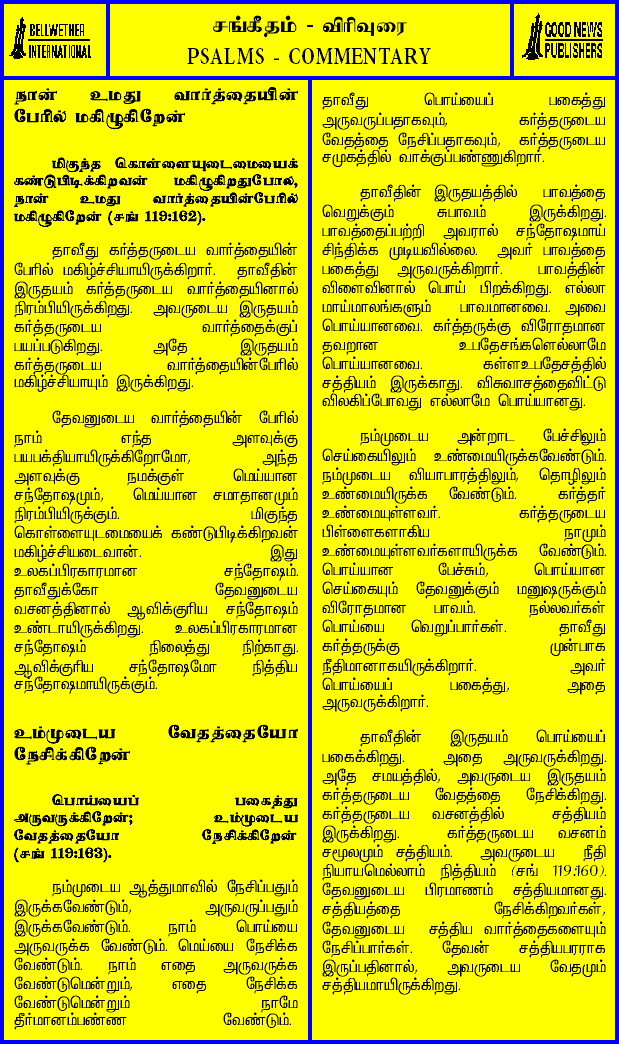 BELLWETHER
INTERNATIONAL
சங்கீதம் - விரிவுரை
PSALMS - COMMENTARY
GOOD NEWS
PUBLISHERS
நான் உமது வார்த்தையின்
பேரில் மகிழுகிறேன்
மிகுந்த கொள்ளையுடைமையைக்
கண்டுபிடிக்கிறவன் மகிழுகிறதுபோல,
நான் உமது வார்த்தையின்பேரில்
மகிழுகிறேன் (சங் 119:162).
தாவீது கர்த்தருடைய வார்த்தையின்
பேரில் மகிழ்ச்சியாயிருக்கிறார். தாவீதின்
இருதயம் கர்த்தருடைய வார்த்தையினால்
நிரம்பியிருக்கிறது. அவருடைய இருதயம்
கர்த்தருடைய வார்த்தைக்குப்
பயப்படுகிறது. அதே இருதயம்
கர்த்தருடைய வார்த்தையின்பேரில்
மகிழ்ச்சியாயும் இருக்கிறது.
தேவனுடைய வார்த்தையின் பேரில்
நாம் எந்த அளவுக்கு
பயபக்தியாயிருக்கிறோமோ, அந்த
அளவுக்கு நமக்குள் மெய்யான
சந்தோஷமும், மெய்யான சமாதானமும்
நிரம்பியிருக்கும். மிகுந்த
கொள்ளையுடமையைக் கண்டுபிடிக்கிறவன்
மகிழ்ச்சியடைவான். இது
உலகப்பிரகாரமான சந்தோஷம்.
தாவீதுக்கோ தேவனுடைய
வசனத்தினால் ஆவிக்குரிய சந்தோஷம்
உண்டாயிருக்கிறது. உலகப்பிரகாரமான
சந்தோஷம் நிலைத்து நிற்காது.
ஆவிக்குரிய சந்தோஷமோ நித்திய
சந்தோஷமாயிருக்கும்.
உம்முடைய வேதத்தையோ
நேசிக்கிறேன்
பொய்யைப் பகைத்து
அருவருக்கிறேன்; உம்முடைய
வேதத்தையோ நேசிக்கிறேன்
(சங் 119:163).
நம்முடைய ஆத்துமாவில் நேசிப்பதும்
இருக்கவேண்டும், அருவருப்பதும்
இருக்கவேண்டும். நாம் பொய்யை
அருவருக்க வேண்டும். மெய்யை நேசிக்க
வேண்டும். நாம் எதை அருவருக்க
வேண்டுமென்றும், எதை நேசிக்க
வேண்டுமென்றும் நாமே
தீர்மானம்பண்ண வேண்டும்.
தாவீது பொய்யைப் பகைத்து
அருவருப்பதாகவும், கர்த்தருடைய
வேதத்தை நேசிப்பதாகவும், கர்த்தருடைய
சமுகத்தில் வாக்குப்பண்ணுகிறார்.
தாவீதின் இருதயத்தில் பாவத்தை
வெறுக்கும் சுபாவம் இருக்கிறது.
பாவத்தைப்பற்றி அவரால் சந்தோஷமாய்
சிந்திக்க முடியவில்லை. அவர் பாவத்தை
பகைத்து அருவருக்கிறார். பாவத்தின்
விளைவினால் பொய் பிறக்கிறது. எல்லா
மாய்மாலங்களும் பாவமானவை. அவை
பொய்யானவை. கர்த்தருக்கு விரோதமான
தவறான உபதேசங்களெல்லாமே
பொய்யானவை. கள்ளஉபதேசத்தில்
சத்தியம் இருக்காது. விசுவாசத்தைவிட்டு
விலகிப்போவது எல்லாமே பொய்யானது.
நம்முடைய அன்றாட பேச்சிலும்
செய்கையிலும் உண்மையிருக்கவேண்டும்.
நம்முடைய வியாபாரத்திலும், தொழிலும்
உண்மையிருக்க வேண்டும். கர்த்தர்
உண்மையுள்ளவர். கர்த்தருடைய
பிள்ளைகளாகிய நாமும்
உண்மையுள்ளவர்களாயிருக்க வேண்டும்.
பொய்யான பேச்சும், பொய்யான
செய்கையும் தேவனுக்கும் மனுஷருக்கும்
விரோதமான பாவம். நல்லவர்கள்
பொய்யை வெறுப்பார்கள். தாவீது
கர்த்தருக்கு முன்பாக
நீதிமானாகயிருக்கிறார். அவர்
பொய்யைப் பகைத்து, அதை
அருவருக்கிறார்.
தாவீதின் இருதயம் பொய்யைப்
பகைக்கிறது. அதை அருவருக்கிறது.
அதே சமயத்தில், அவருடைய இருதயம்
கர்த்தருடைய வேதத்தை நேசிக்கிறது.
கர்த்தருடைய வசனத்தில் சத்தியம்
இருக்கிறது. கர்த்தருடைய வசனம்
சமூலமும் சத்தியம். அவருடைய நீதி
நியாயமெல்லாம் நித்தியம் (சங் 119:160).
தேவனுடைய பிரமாணம் சத்தியமானது.
சத்தியத்தை நேசிக்கிறவர்கள்,
தேவனுடைய சத்திய வார்த்தைகளையும்
நேசிப்பார்கள். தேவன் சத்தியபரராக
இருப்பதினால், அவருடைய வேதமும்
சத்தியமாயிருக்கிறது.